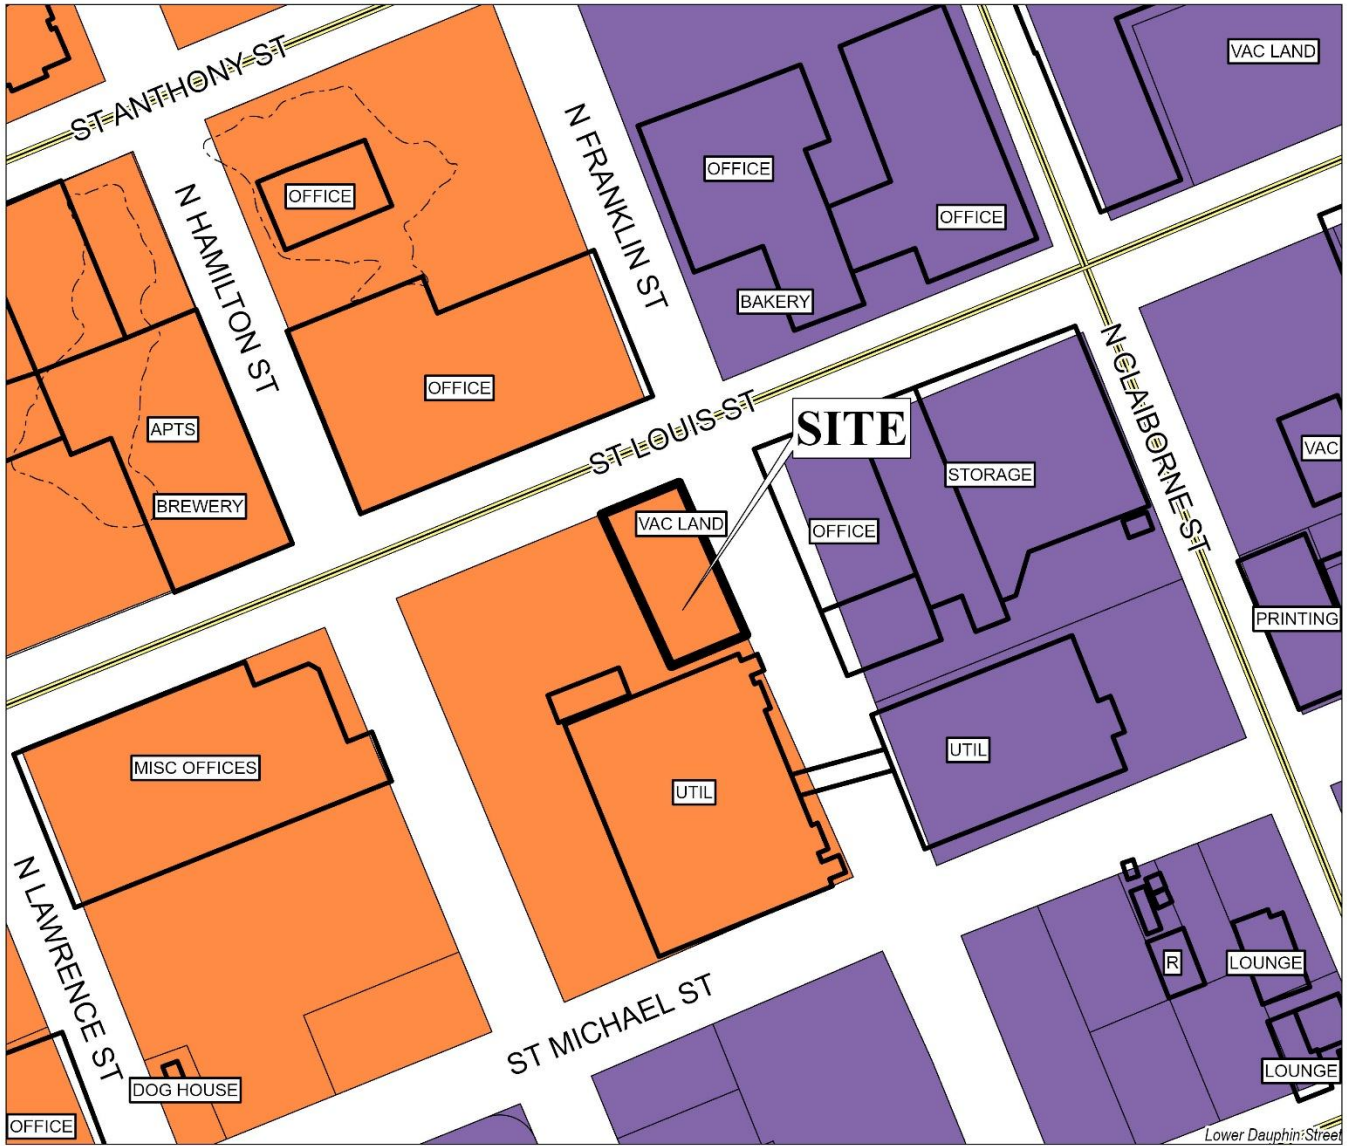 ST ANTHONY ST
VAC LAND
N FRANKLIN ST
OFFICE
N HAMILTON ST
OFFICE
OFFICE
BAKERY
N CLAIBORNE ST
OFFICE
ST LOUIS ST
SITE
APTS
VAC
STORAGE
BREWERY
VAC LAND
OFFICE
PRINTING
UTIL
MISC OFFICES
UTIL
N LAWRENCE ST
R
LOUNGE
ST MICHAEL ST
LOUNGE
DOG HOUSE
OFFICE
Lower Dauphin Street